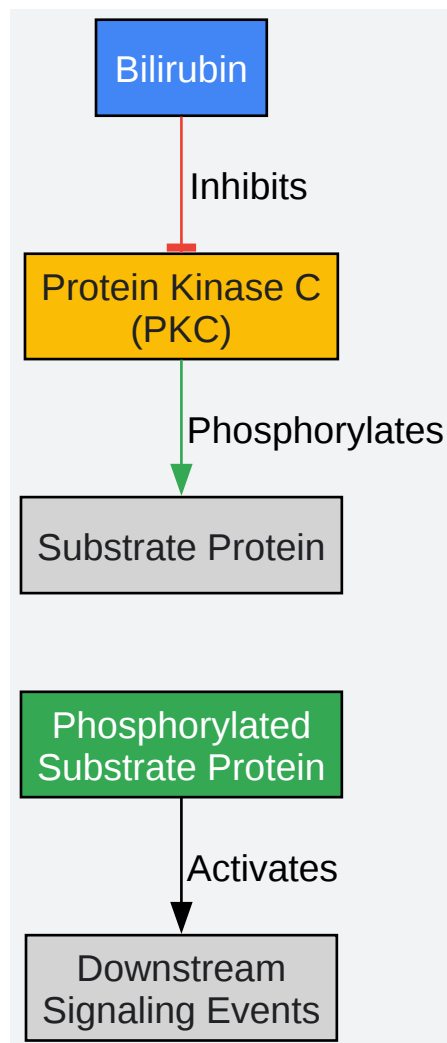 Bilirubin
Inhibits
Protein Kinase C
(PKC)
Phosphorylates
Substrate Protein
Phosphorylated
Substrate Protein
Activates
Downstream
Signaling Events